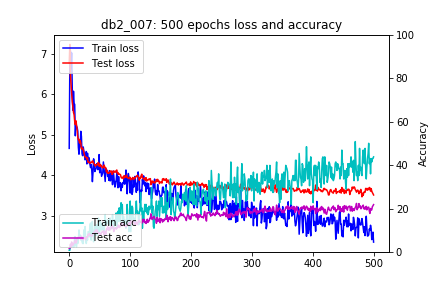 db2_007: 500 epochs loss and accuracy
Train loss
Test loss
Train acc
Test acc
Loss
Accuracy
7
6
5
4
3
100
80
60
40
20
0
0 100 200 300 400 500